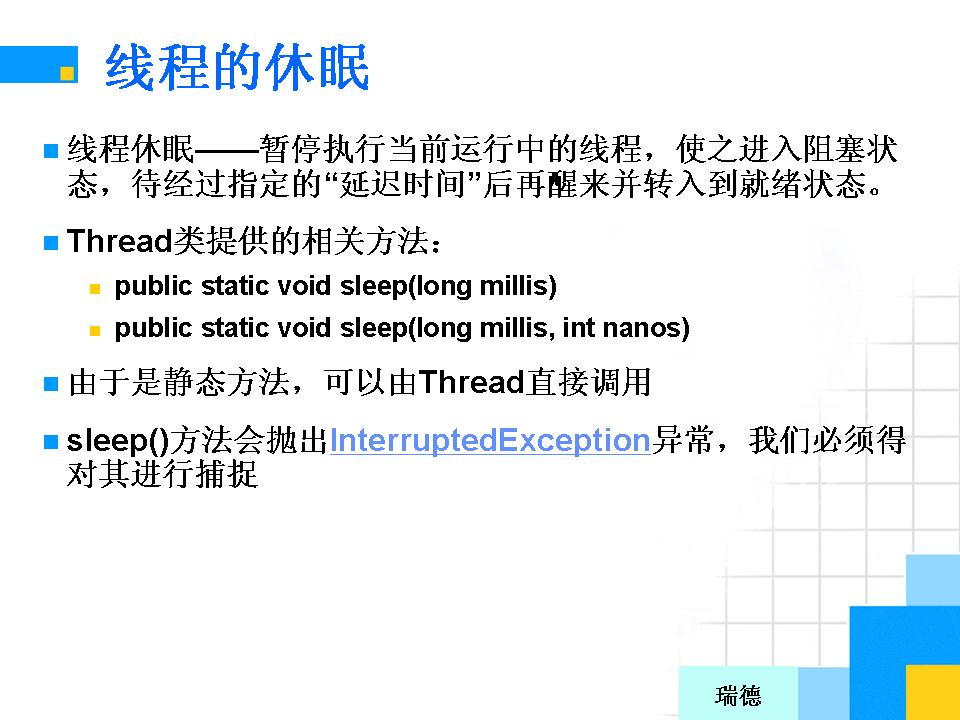 线程的休眠
线程休眠——暂停执行当前运行中的线程，使之进入阻塞状
态，待经过指定的“延迟时间”后再醒来并转入到就绪状态。
Thread类提供的相关方法：
public static void sleep(long millis)
public static void sleep(long millis, int nanos)
由于是静态方法，可以由Thread直接调用
sleep()方法会抛出InterruptedException异常，我们必须得
对其进行捕捉
瑞德